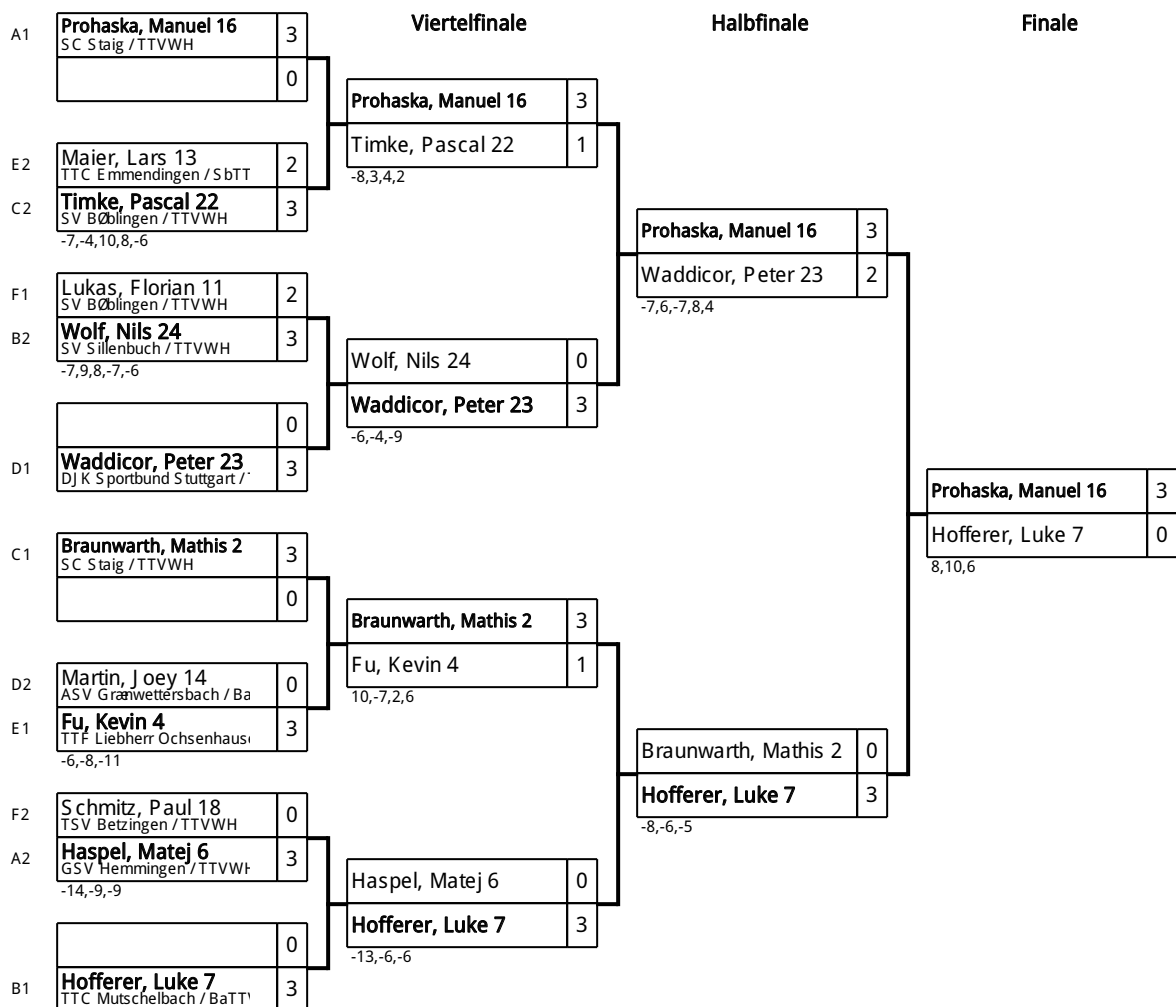 Viertelfinale
Halbfinale
Finale
A1
Prohaska, Manuel 16
3
SC Staig / TTVWH
0
E2
Maier, Lars 13
2
TTC Emmendingen / SbTT
C2
Timke, Pascal 22
3
SV BØblingen / TTVWH
-7,-4,10,8,-6
F1
Lukas, Florian 11
2
SV BØblingen / TTVWH
B2
Wolf, Nils 24
3
SV Sillenbuch / TTVWH
-7,9,8,-7,-6
0
D1
Waddicor, Peter 23
3
DJK Sportbund Stuttgart /
C1
Braunwarth, Mathis 2
3
SC Staig / TTVWH
0
D2
Martin, Joey 14
0
ASV Grænwettersbach / Ba
E1
Fu, Kevin 4
3
TTF Liebherr Ochsenhaus
-6,-8,-11
F2
Schmitz, Paul 18
0
TSV Betzingen / TTVWH
A2
Haspel, Matej 6
3
GSV Hemmingen / TTVWH
-14,-9,-9
0
B1
Hofferer, Luke 7
3
TTC Mutschelbach / BaTTV
Prohaska, Manuel 16
3
Timke, Pascal 22
1
-8,3,4,2
Wolf, Nils 24
0
Waddicor, Peter 23
3
-6,-4,-9
Braunwarth, Mathis 2
3
Fu, Kevin 4
1
10,-7,2,6
Haspel, Matej 6
0
Hofferer, Luke 7
3
-13,-6,-6
Prohaska, Manuel 16
3
Waddicor, Peter 23
2
-7,6,-7,8,4
Braunwarth, Mathis 2
0
Hofferer, Luke 7
3
-8,-6,-5
Prohaska, Manuel 16
3
Hofferer, Luke 7
0
8,10,6